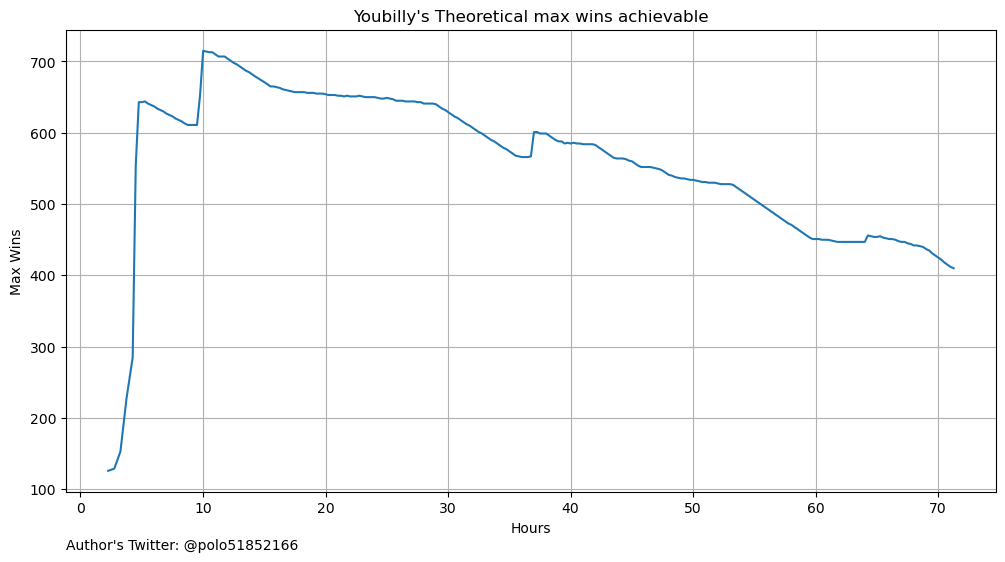 Youbilly's Theoretical max wins achievable
700
600
500
400
300
200
100
Max Wins
0 10 20 30 40 50 60 70
Hours
Author's Twitter: @polo51852166